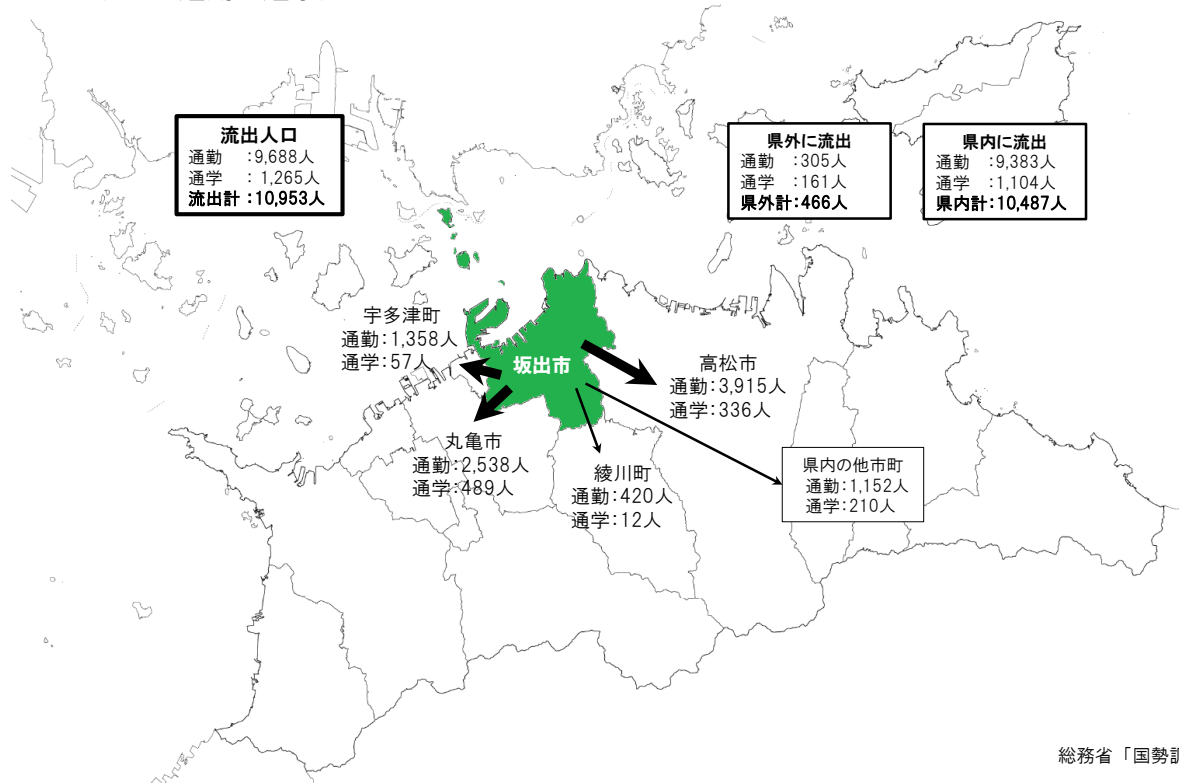 流出人口
通勤 :9,688人
通学 : 1,265人
流出計:10,953人
県外に流出
通勤 :305人
通学 :161人
県外計:466人
県内に流出
通勤 :9,383人
通学 :1,104人
県内計:10,487人
宇多津町
通勤:1,358人
通学:57人
坂出市
高松市
通勤:3,915人
通学:336人
丸亀市
通勤:2,538人
通学:489人
綾川町
通勤:420人
通学:12人
県内の他市町
通勤:1,152人
通学:210人
総務省「国勢調